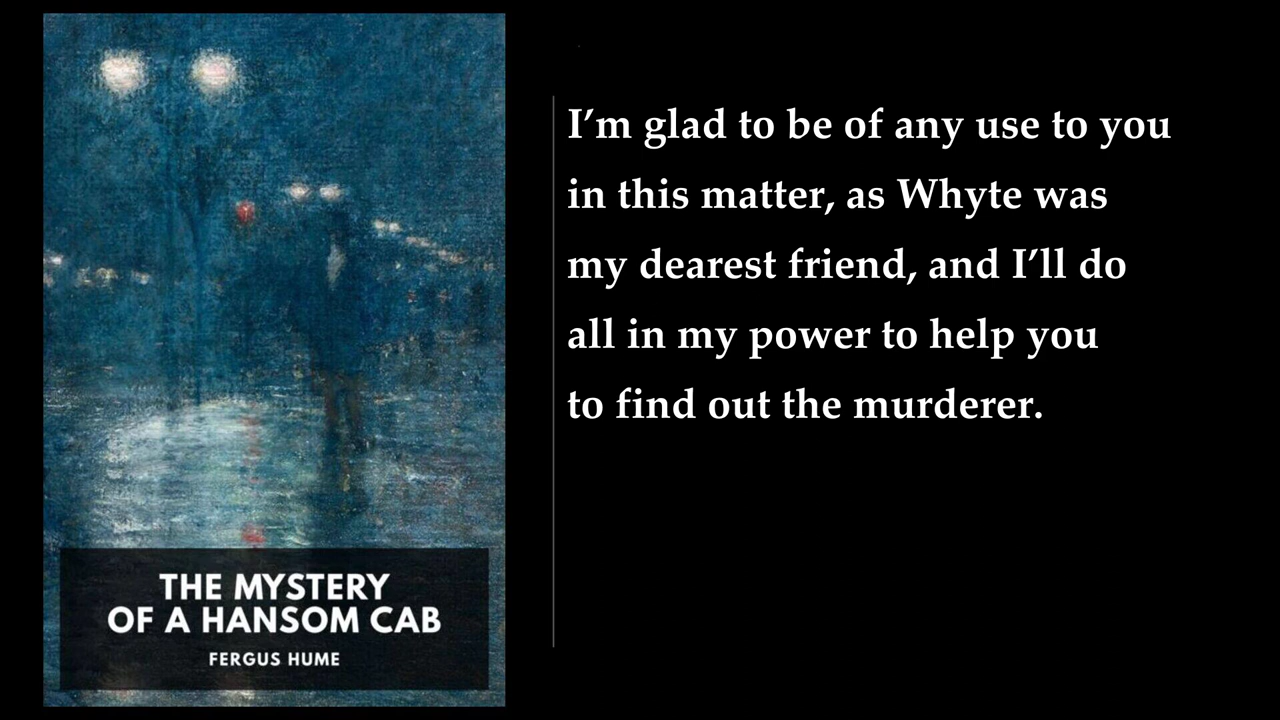 THE MYSTERY
OF A HANSOM CAB
FERGUS HUME
I’m glad to be of any use to you
in this matter, as Whyte was
my dearest friend, and I’ll do
all in my power to help you
to find out the murderer.